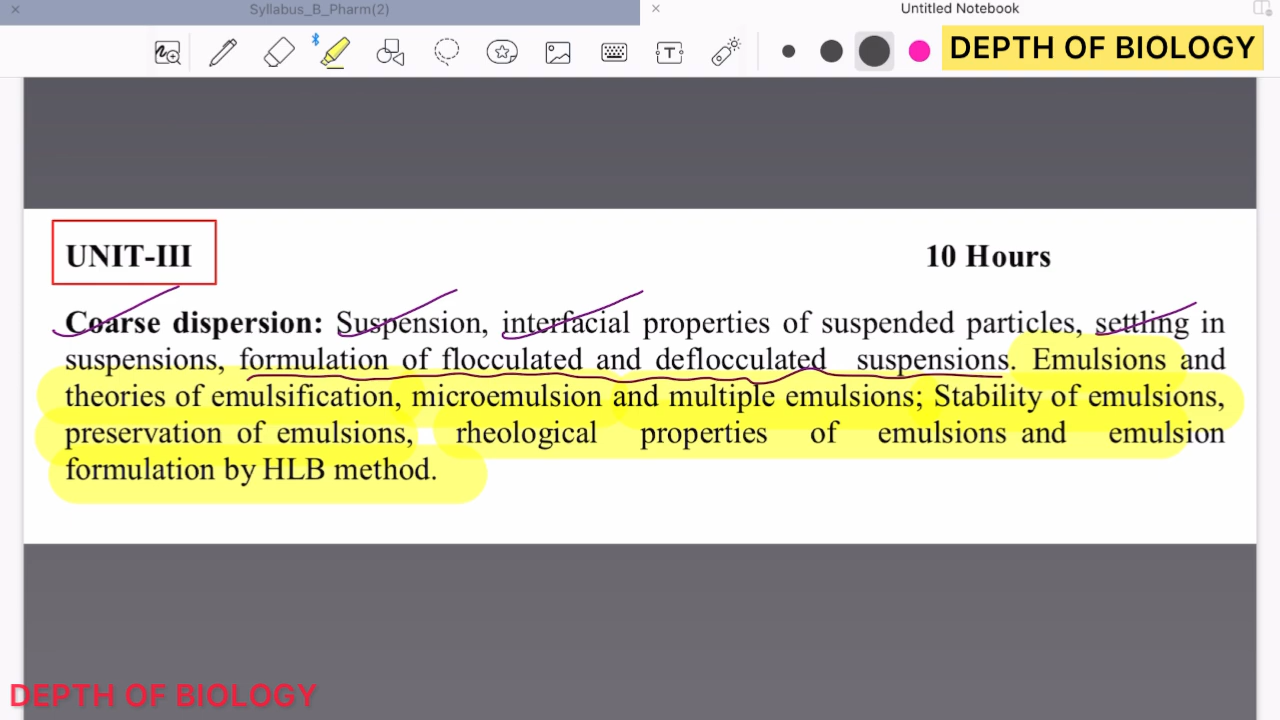 Syllabus_B_Pharm(2)
Untitled Notebook
DEPTH OF BIOLOGY
UNIT-III 10 Hours
Coarse dispersion: Suspension, interfacial properties of suspended particles, settling in
suspensions, formulation of flocculated and deflocculated suspensions. Emulsions and
theories of emulsification, microemulsion and multiple emulsions; Stability of emulsions,
preservation of emulsions, rheological properties of emulsions and emulsion
formulation by HLB method.
DEPTH OF BIOLOGY